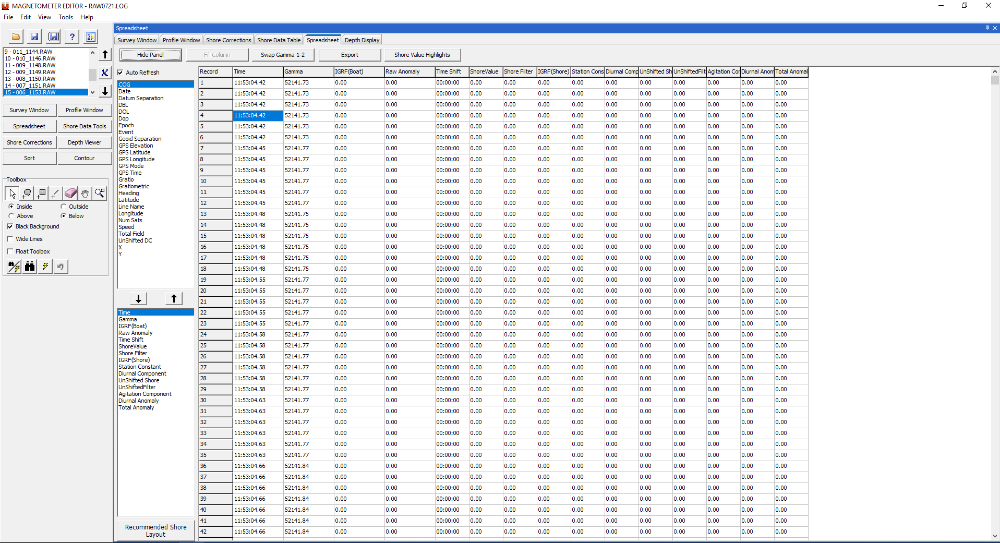 MAGNETOMETER EDITOR - RAW0721.LOG
File Edit View Tools Help
Spreadsheet
Survey Window Profile Window Shore Corrections Shore Data Table Spreadsheet Depth Display
Hide Panel Fill Column Swap Gamma 1-2 Export Shore Value Highlights
9 - 011_1144.RAW
10 - 010_1146.RAW
11 - 009_1148.RAW
12 - 009_1149.RAW
13 - 008_1150.RAW
14 - 007_1151.RAW
15 - 006_1153.RAW
Survey Window Profile Window
Spreadsheet Shore Data Tools
Shore Corrections Depth Viewer
Sort Contour
Toolbox
Inside Outside
Above Below
Black Background
Wide Lines
Float Toolbox
Auto Refresh
COG
Date
Datum Separation
DBL
DOL
Dop
Epoch
Event
Geoid Separation
GPS Elevation
GPS Latitude
GPS Longitude
GPS Mode
GPS Time
Gratio
Gratiometric
Heading
Latitude
Line Name
Longitude
Num Sats
Speed
Total Field
UnShifted DC
X
Y
Time
Gamma
IGRF(Boat)
Raw Anomaly
Time Shift
ShoreValue
Shore Filter
IGRF(Shore)
Station Constant
Diurnal Component
UnShifted Shore
UnShiftedFilter
Agitation Component
Diurnal Anomaly
Total Anomaly
Recommended Shore
Layout
Record Time Gamma IGRF(Boat) Raw Anomaly Time Shift ShoreValue Shore Filter IGRF(Shore) Station Cons Diurnal Comp UnShifted Sh UnShiftedFilt Agitation Cor Diurnal Anom Total Anomal
1 11:53:04.42 52141.73 0.00 0.00 00:00:00 0.00 0.00 0.00 0.00 0.00 0.00 0.00 0.00 0.00 0.00
2 11:53:04.42 52141.73 0.00 0.00 00:00:00 0.00 0.00 0.00 0.00 0.00 0.00 0.00 0.00 0.00 0.00
3 11:53:04.42 52141.73 0.00 0.00 00:00:00 0.00 0.00 0.00 0.00 0.00 0.00 0.00 0.00 0.00 0.00
4 11:53:04.42 52141.73 0.00 0.00 00:00:00 0.00 0.00 0.00 0.00 0.00 0.00 0.00 0.00 0.00 0.00
5 11:53:04.42 52141.73 0.00 0.00 00:00:00 0.00 0.00 0.00 0.00 0.00 0.00 0.00 0.00 0.00 0.00
6 11:53:04.42 52141.73 0.00 0.00 00:00:00 0.00 0.00 0.00 0.00 0.00 0.00 0.00 0.00 0.00 0.00
7 11:53:04.45 52141.77 0.00 0.00 00:00:00 0.00 0.00 0.00 0.00 0.00 0.00 0.00 0.00 0.00 0.00
8 11:53:04.45 52141.77 0.00 0.00 00:00:00 0.00 0.00 0.00 0.00 0.00 0.00 0.00 0.00 0.00 0.00
9 11:53:04.45 52141.77 0.00 0.00 00:00:00 0.00 0.00 0.00 0.00 0.00 0.00 0.00 0.00 0.00 0.00
10 11:53:04.45 52141.77 0.00 0.00 00:00:00 0.00 0.00 0.00 0.00 0.00 0.00 0.00 0.00 0.00 0.00
11 11:53:04.45 52141.77 0.00 0.00 00:00:00 0.00 0.00 0.00 0.00 0.00 0.00 0.00 0.00 0.00 0.00
12 11:53:04.45 52141.77 0.00 0.00 00:00:00 0.00 0.00 0.00 0.00 0.00 0.00 0.00 0.00 0.00 0.00
13 11:53:04.48 52141.75 0.00 0.00 00:00:00 0.00 0.00 0.00 0.00 0.00 0.00 0.00 0.00 0.00 0.00
14 11:53:04.48 52141.75 0.00 0.00 00:00:00 0.00 0.00 0.00 0.00 0.00 0.00 0.00 0.00 0.00 0.00
15 11:53:04.48 52141.75 0.00 0.00 00:00:00 0.00 0.00 0.00 0.00 0.00 0.00 0.00 0.00 0.00 0.00
16 11:53:04.48 52141.75 0.00 0.00 00:00:00 0.00 0.00 0.00 0.00 0.00 0.00 0.00 0.00 0.00 0.00
17 11:53:04.48 52141.75 0.00 0.00 00:00:00 0.00 0.00 0.00 0.00 0.00 0.00 0.00 0.00 0.00 0.00
18 11:53:04.48 52141.75 0.00 0.00 00:00:00 0.00 0.00 0.00 0.00 0.00 0.00 0.00 0.00 0.00 0.00
19 11:53:04.55 52141.77 0.00 0.00 00:00:00 0.00 0.00 0.00 0.00 0.00 0.00 0.00 0.00 0.00 0.00
20 11:53:04.55 52141.77 0.00 0.00 00:00:00 0.00 0.00 0.00 0.00 0.00 0.00 0.00 0.00 0.00 0.00
21 11:53:04.55 52141.77 0.00 0.00 00:00:00 0.00 0.00 0.00 0.00 0.00 0.00 0.00 0.00 0.00 0.00
22 11:53:04.55 52141.77 0.00 0.00 00:00:00 0.00 0.00 0.00 0.00 0.00 0.00 0.00 0.00 0.00 0.00
23 11:53:04.55 52141.77 0.00 0.00 00:00:00 0.00 0.00 0.00 0.00 0.00 0.00 0.00 0.00 0.00 0.00
24 11:53:04.58 52141.77 0.00 0.00 00:00:00 0.00 0.00 0.00 0.00 0.00 0.00 0.00 0.00 0.00 0.00
25 11:53:04.58 52141.77 0.00 0.00 00:00:00 0.00 0.00 0.00 0.00 0.00 0.00 0.00 0.00 0.00 0.00
26 11:53:04.58 52141.77 0.00 0.00 00:00:00 0.00 0.00 0.00 0.00 0.00 0.00 0.00 0.00 0.00 0.00
27 11:53:04.58 52141.77 0.00 0.00 00:00:00 0.00 0.00 0.00 0.00 0.00 0.00 0.00 0.00 0.00 0.00
28 11:53:04.58 52141.77 0.00 0.00 00:00:00 0.00 0.00 0.00 0.00 0.00 0.00 0.00 0.00 0.00 0.00
29 11:53:04.58 52141.77 0.00 0.00 00:00:00 0.00 0.00 0.00 0.00 0.00 0.00 0.00 0.00 0.00 0.00
30 11:53:04.63 52141.77 0.00 0.00 00:00:00 0.00 0.00 0.00 0.00 0.00 0.00 0.00 0.00 0.00 0.00
31 11:53:04.63 52141.77 0.00 0.00 00:00:00 0.00 0.00 0.00 0.00 0.00 0.00 0.00 0.00 0.00 0.00
32 11:53:04.63 52141.77 0.00 0.00 00:00:00 0.00 0.00 0.00 0.00 0.00 0.00 0.00 0.00 0.00 0.00
33 11:53:04.63 52141.77 0.00 0.00 00:00:00 0.00 0.00 0.00 0.00 0.00 0.00 0.00 0.00 0.00 0.00
34 11:53:04.63 52141.77 0.00 0.00 00:00:00 0.00 0.00 0.00 0.00 0.00 0.00 0.00 0.00 0.00 0.00
35 11:53:04.63 52141.77 0.00 0.00 00:00:00 0.00 0.00 0.00 0.00 0.00 0.00 0.00 0.00 0.00 0.00
36 11:53:04.66 52141.84 0.00 0.00 00:00:00 0.00 0.00 0.00 0.00 0.00 0.00 0.00 0.00 0.00 0.00
37 11:53:04.66 52141.84 0.00 0.00 00:00:00 0.00 0.00 0.00 0.00 0.00 0.00 0.00 0.00 0.00 0.00
38 11:53:04.66 52141.84 0.00 0.00 00:00:00 0.00 0.00 0.00 0.00 0.00 0.00 0.00 0.00 0.00 0.00
39 11:53:04.66 52141.84 0.00 0.00 00:00:00 0.00 0.00 0.00 0.00 0.00 0.00 0.00 0.00 0.00 0.00
40 11:53:04.66 52141.84 0.00 0.00 00:00:00 0.00 0.00 0.00 0.00 0.00 0.00 0.00 0.00 0.00 0.00
41 11:53:04.66 52141.84 0.00 0.00 00:00:00 0.00 0.00 0.00 0.00 0.00 0.00 0.00 0.00 0.00 0.00
42 11:53:04.66 52141.84 0.00 0.00 00:00:00 0.00 0.00 0.00 0.00 0.00 0.00 0.00 0.00 0.00 0.00